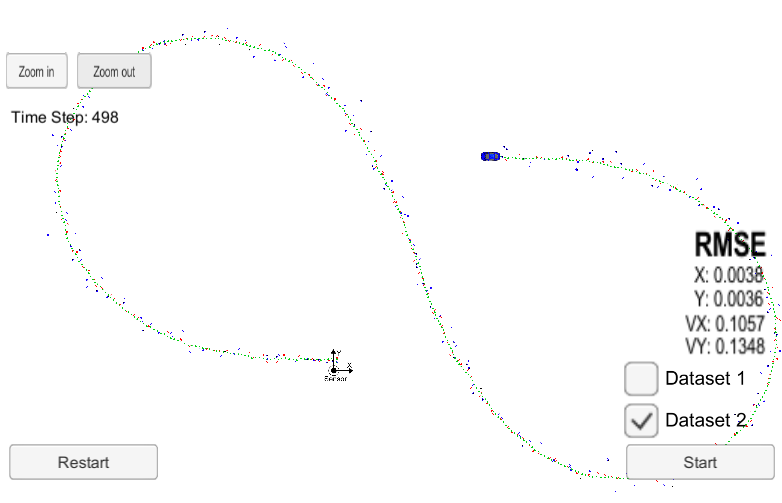 Zoom in
Zoom out
Time Step: 498
RMSE
X: 0.0038
Y: 0.0036
VX: 0.1057
VY: 0.1348
Y
X
Sensor
Dataset 1
Dataset 2
Restart
Start